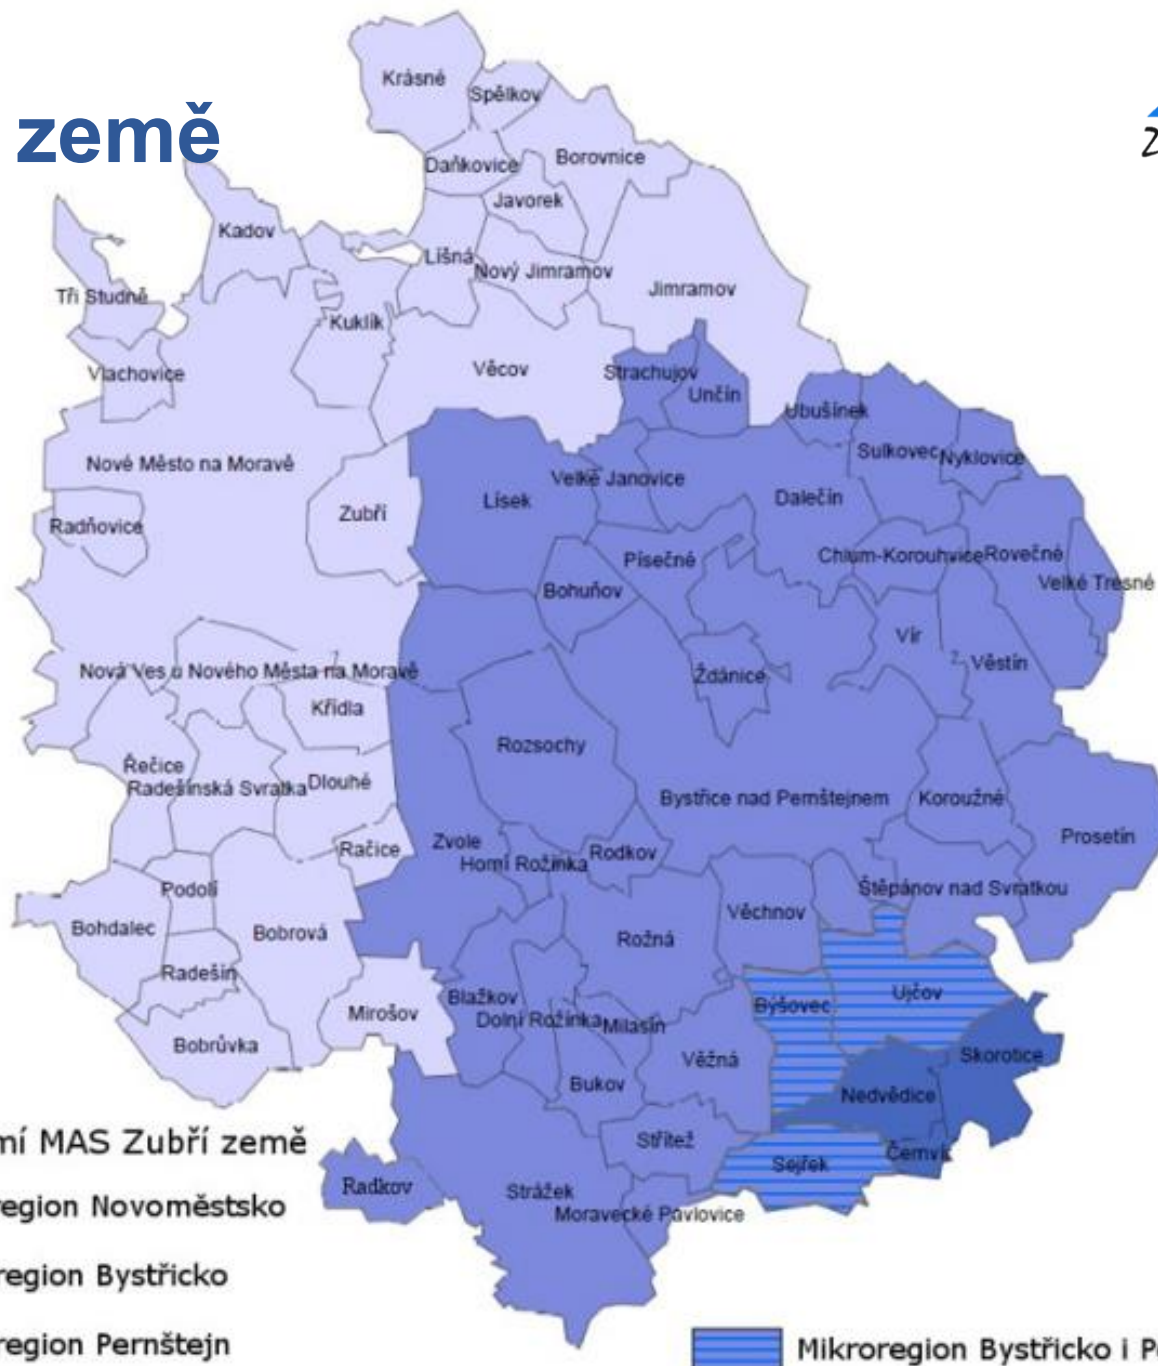 země
Krásné
Spělkov
Daňkovice
Borovnice
Javorek
Kadov
Líšná
Nový Jimramov
Jimramov
Tři Studně
Kuklík
Vlachovice
Věcov
Strachujov
Unčín
Ubušínek
Sulkovec
Nyklovice
Nové Město na Moravě
Velké Janovice
Dalečín
Lísek
Radňovice
Zubří
Písečné
Chlum-Korouhvice
Rovečné
Velké Tresné
Bohuňov
Vír
Věstín
Nová Ves u Nového Města na Moravě
Ždánice
Křídla
Rozsochy
Řečice
Radešínská Svratka
Dlouhé
Bystřice nad Pernštejnem
Koroužné
Prosetín
Zvole
Račice
Horní Rožínka
Rodkov
Podolí
Štěpánov nad Svratkou
Bohdalec
Bobrová
Věchnov
Rožná
Radešín
Blažkov
Ujčov
Býšovec
Mirošov
Dolní Rožínka
Milasín
Bobrůvka
Věžná
Skorotice
Bukov
Nedvědice
Střítež
Černvír
Sejřek
Radkov
Strážek
Moravecké Pavlovice
mí MAS Zubří země
region Novoměstsko
region Bystřicko
region Pernštejn
Mikroregion Bystřicko i P